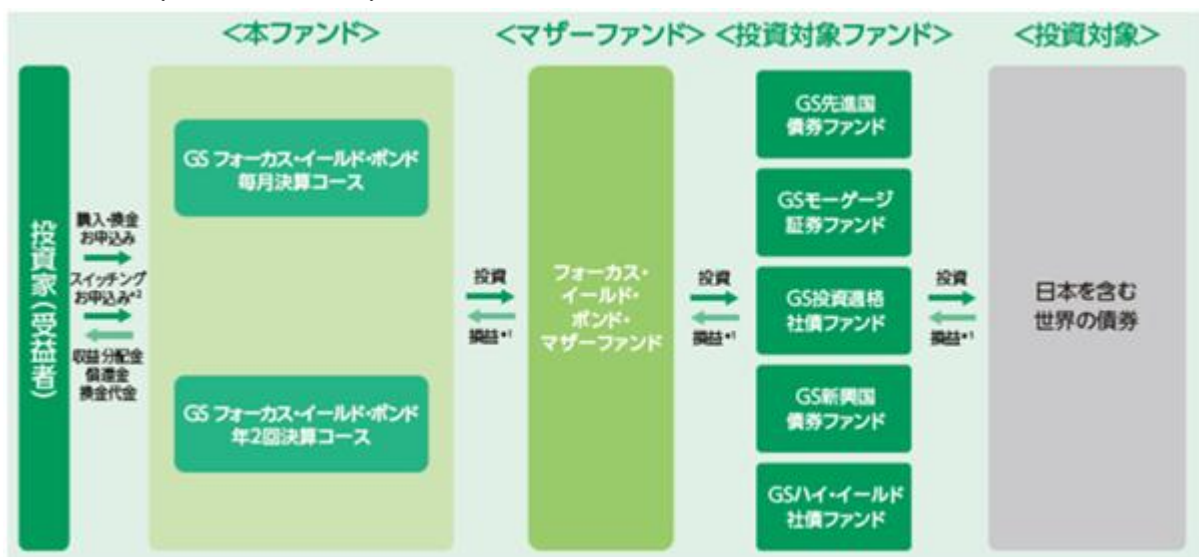 <本ファンド>
<マザーファンド>
<投資対象ファンド>
<投資対象>
投資家(受益者)
購入・換金
お申込み
スイッチング
お申込み*2
収益分配金
償還金
換金代金
GS フォーカス・イールド・ボンド
毎月決算コース
GS フォーカス・イールド・ボンド
年2回決算コース
投資
損益*1
フォーカス・
イールド・
ボンド・
マザーファンド
投資
損益*1
GS先進国
債券ファンド
GSモーゲージ
証券ファンド
GS投資適格
社債ファンド
GS新興国
債券ファンド
GSハイ・イールド
社債ファンド
投資
損益*1
日本を含む
世界の債券